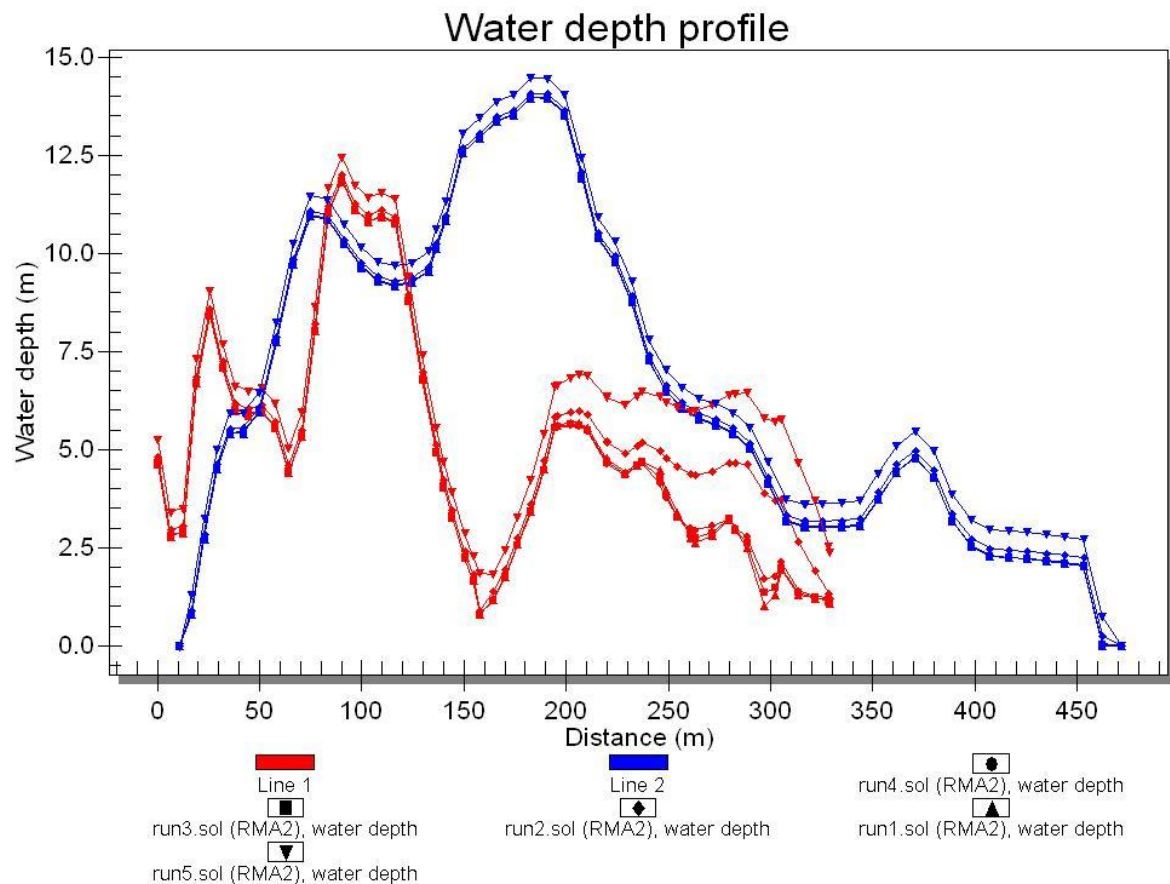 Water depth profile
15.0
12.5
10.0
7.5
5.0
2.5
0.0
Water depth (m)
0 50 100 150 200 250 300 350 400 450
Distance (m)
Line 1 Line 2 run4.sol (RMA2), water depth
run3.sol (RMA2), water depth run2.sol (RMA2), water depth run1.sol (RMA2), water depth
run5.sol (RMA2), water depth